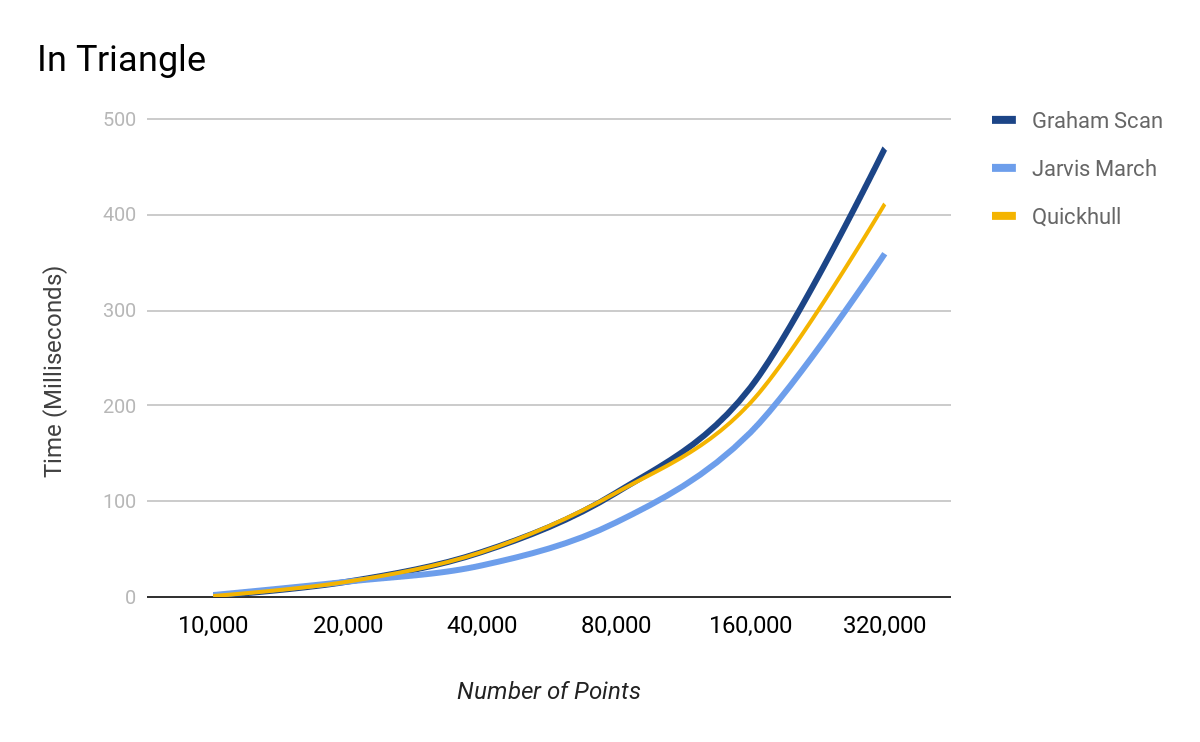 In Triangle
500
400
300
200
100
0
Time (Milliseconds)
10,000 20,000 40,000 80,000 160,000 320,000
Number of Points
Graham Scan
Jarvis March
Quickhull